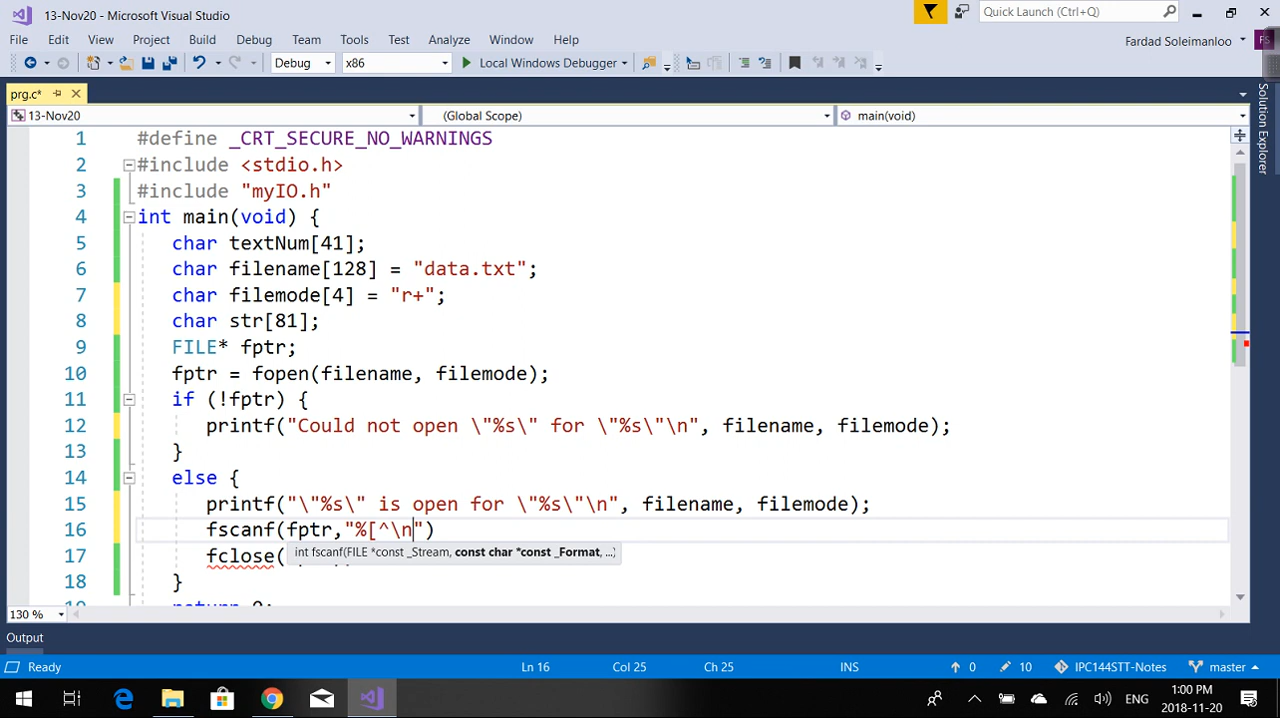 13-Nov20 - Microsoft Visual Studio
Quick Launch (Ctrl+Q)
File Edit View Project Build Debug Team Tools Test Analyze Window Help
Fardad Soleimanloo FS
Debug x86 Local Windows Debugger
prg.c*
13-Nov20 (Global Scope) main(void)
Solution Explorer
1 #define _CRT_SECURE_NO_WARNINGS
2 #include <stdio.h>
3 #include "myIO.h"
4 int main(void) {
5 char textNum[41];
6 char filename[128] = "data.txt";
7 char filemode[4] = "r+";
8 char str[81];
9 FILE* fptr;
10 fptr = fopen(filename, filemode);
11 if (!fptr) {
12 printf("Could not open \"%s\" for \"%s\"\n", filename, filemode);
13 }
14 else {
15 printf("\"%s\" is open for \"%s\"\n", filename, filemode);
16 fscanf(fptr,"%[^\n")
17 fclose(
int fscanf(FILE *const _Stream, const char *const _Format, ...)
18 }
19 return 0;
130 %
Output
Ready Ln 16 Col 25 Ch 25 INS 0 10 IPC144STT-Notes master
ENG 1:00 PM
2018-11-20